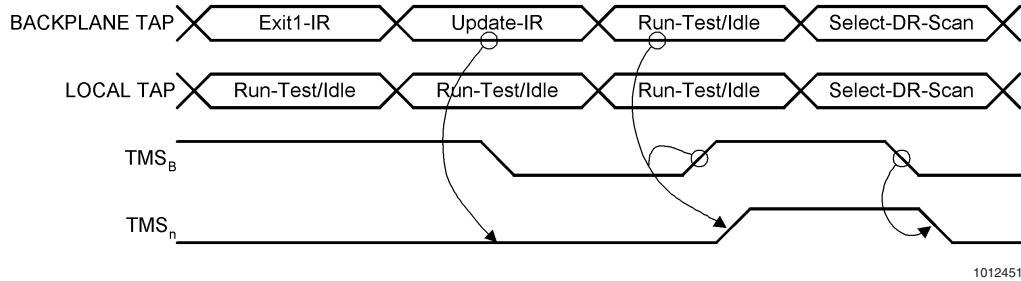 BACKPLANE TAP Exit1-IR Update-IR Run-Test/Idle Select-DR-Scan
LOCAL TAP Run-Test/Idle Run-Test/Idle Run-Test/Idle Select-DR-Scan
TMSB
TMSn
1012451